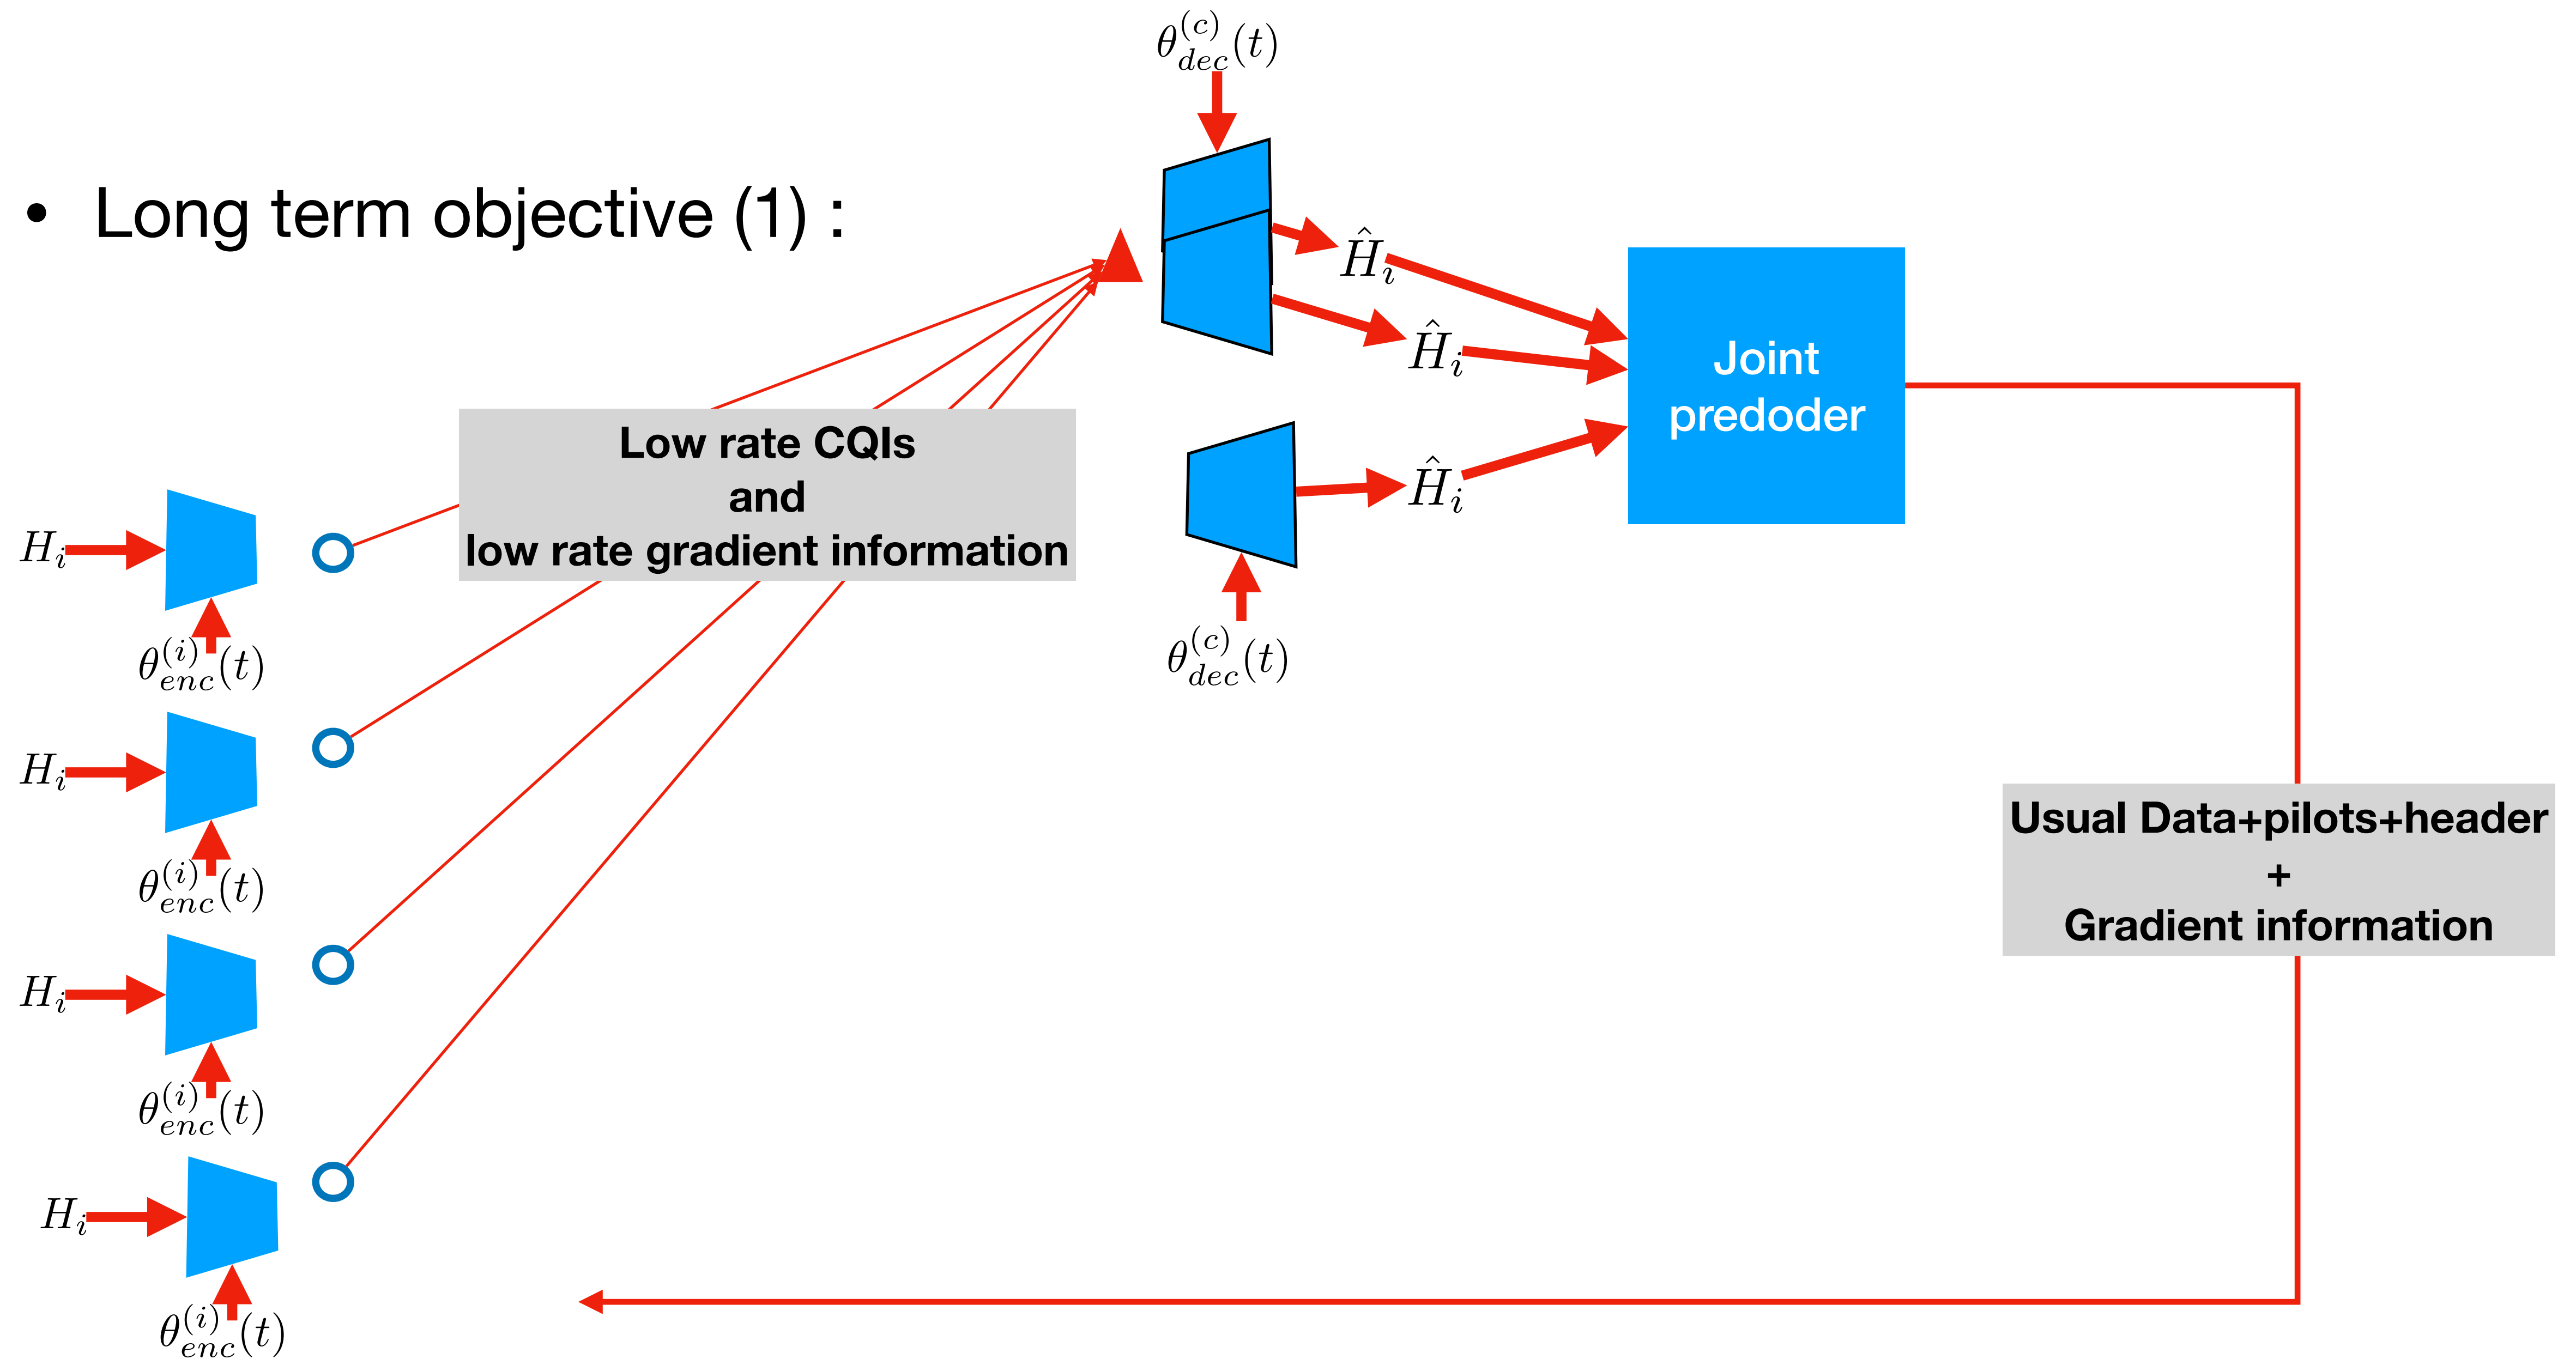 θ_dec^(c)(t)
• Long term objective (1) :
Ĥ_i
Ĥ_i
Ĥ_i
Joint
predoder
θ_dec^(c)(t)
Low rate CQIs
and
low rate gradient information
H_i
θ_enc^(i)(t)
H_i
θ_enc^(i)(t)
H_i
θ_enc^(i)(t)
H_i
θ_enc^(i)(t)
Usual Data+pilots+header
+
Gradient information